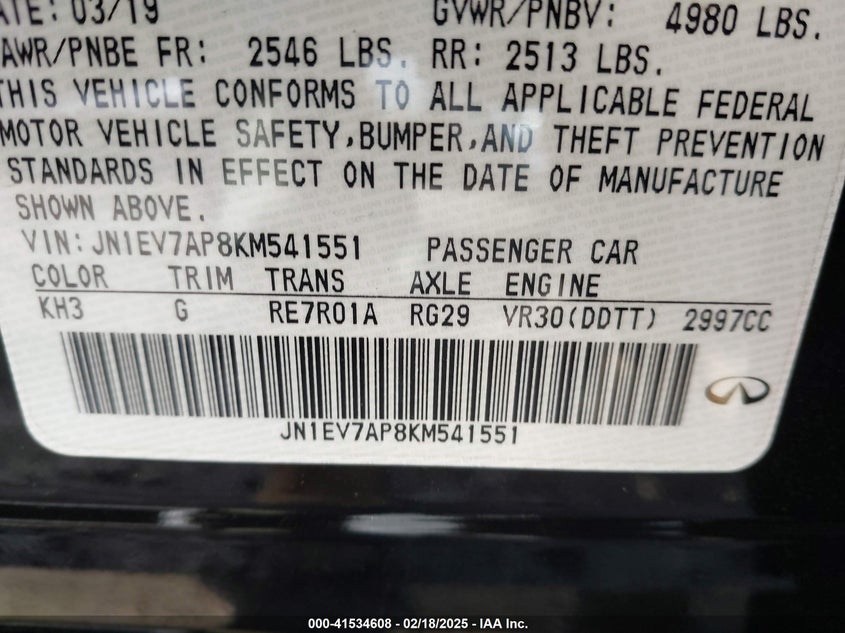 ATE: 03/19 GVWR/PNBV: 4980 LBS.
AWR/PNBE FR: 2546 LBS. RR: 2513 LBS.
THIS VEHICLE CONFORMS TO ALL APPLICABLE FEDERAL
MOTOR VEHICLE SAFETY,BUMPER,AND THEFT PREVENTION
STANDARDS IN EFFECT ON THE DATE OF MANUFACTURE
SHOWN ABOVE.
VIN:JN1EV7AP8KM541551 PASSENGER CAR
COLOR TRIM TRANS AXLE ENGINE
KH3 G RE7R01A RG29 VR30(DDTT) 2997CC
JN1EV7AP8KM541551
000-41534608 - 02/18/2025 - IAA Inc.